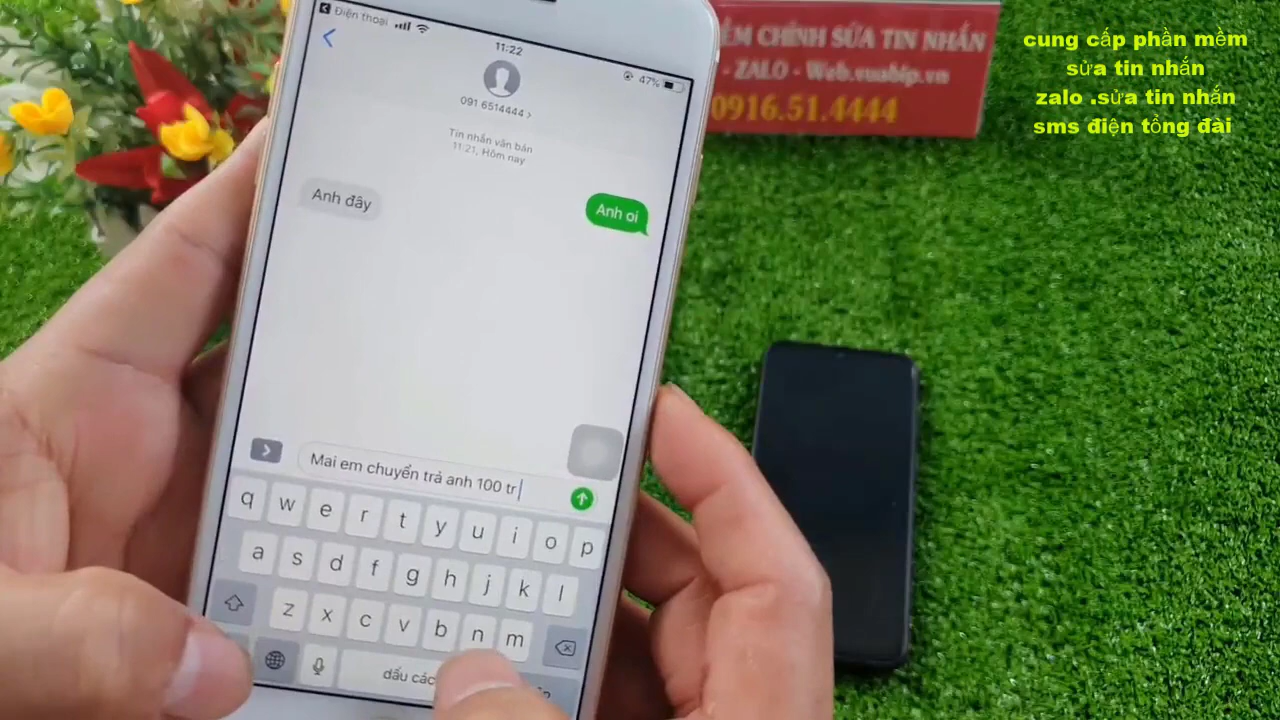 Điện thoại
11:22
47%
091 6514444 >
Tin nhắn văn bản
11:21, Hôm nay
Anh oi
Anh đây
Mai em chuyển trả anh 100 tr
q w e r t y u i o p
a s d f g h j k l
z x c v b n m
dấu các
ỀM CHỈNH SỬA TIN NHẮN
- ZALO - Web.vuabip.vn
0916.51.4444
cung cấp phần mềm
sửa tin nhắn
zalo .sửa tin nhắn
sms điện tổng đài